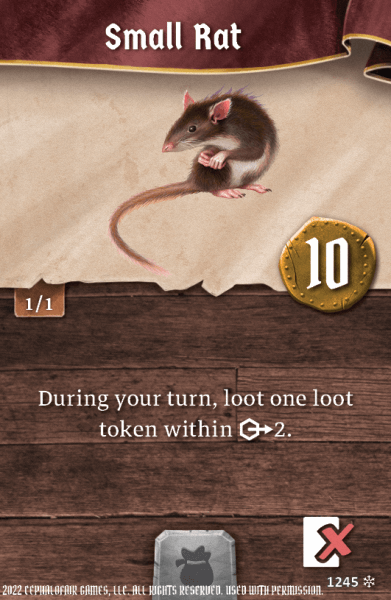 Small Rat
10
1/1
During your turn, loot one loot
token within 2.
1245
2022 CEPHALOFAIR GAMES, LLC. ALL RIGHTS RESERVED. USED WITH PERMISSION.